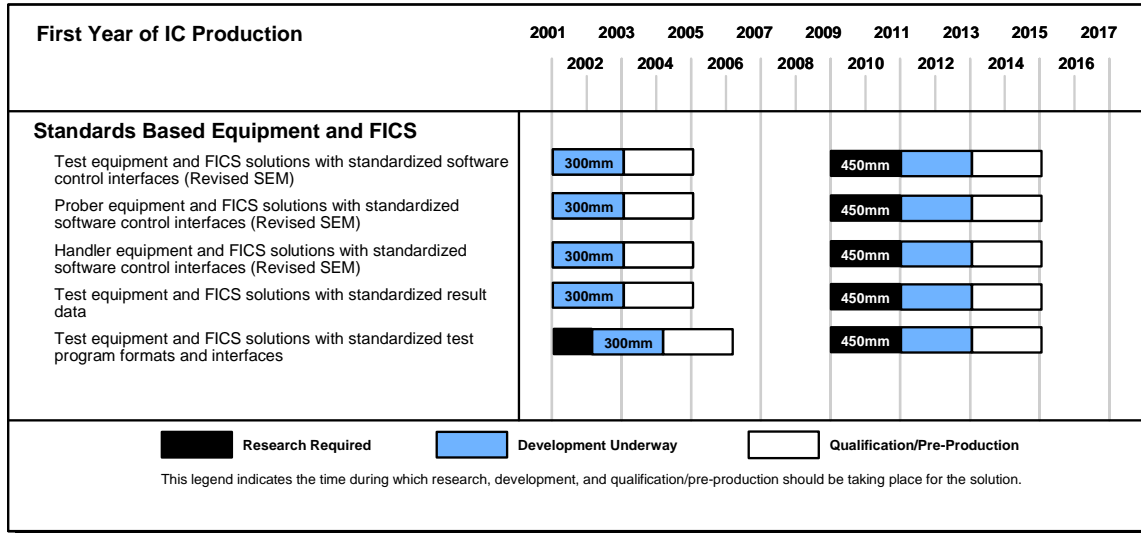 First Year of IC Production
2001 2003 2005 2007 2009 2011 2013 2015 2017
2002 2004 2006 2008 2010 2012 2014 2016
Standards Based Equipment and FICS
Test equipment and FICS solutions with standardized software
control interfaces (Revised SEM)
300mm 450mm
Prober equipment and FICS solutions with standardized
software control interfaces (Revised SEM)
300mm 450mm
Handler equipment and FICS solutions with standardized
software control interfaces (Revised SEM)
300mm 450mm
Test equipment and FICS solutions with standardized result
data
300mm 450mm
Test equipment and FICS solutions with standardized test
program formats and interfaces
300mm 450mm
Research Required Development Underway Qualification/Pre-Production
This legend indicates the time during which research, development, and qualification/pre-production should be taking place for the solution.